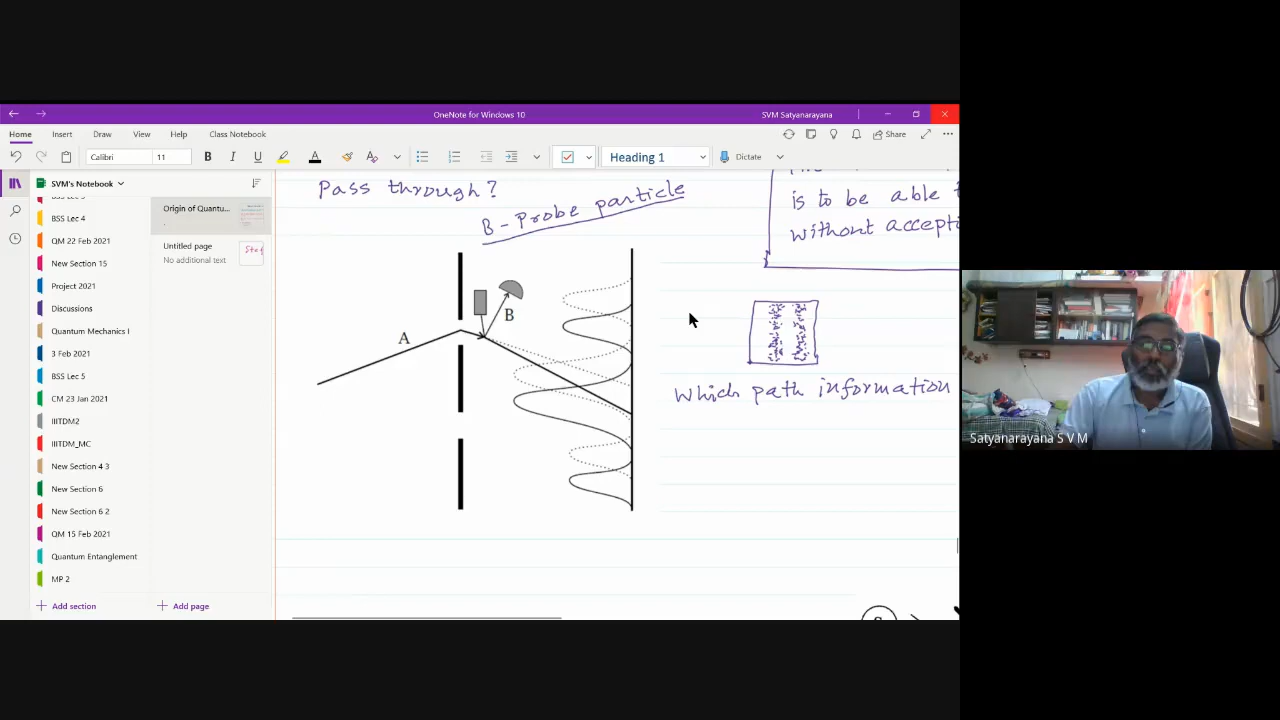 OneNote for Windows 10
SVM Satyanarayana
Home Insert Draw View Help Class Notebook
Share
Calibri 11 B I U A Heading 1 Dictate
SVM's Notebook
BSS Lec 4
QM 22 Feb 2021
New Section 15
Project 2021
Discussions
Quantum Mechanics I
3 Feb 2021
BSS Lec 5
CM 23 Jan 2021
IIITDM2
IIITDM_MC
New Section 4 3
New Section 6
New Section 6 2
QM 15 Feb 2021
Quantum Entanglement
MP 2
Add section
Origin of Quantu...
Untitled page
No additional text
Add page
Pass through?
B - Probe particle
A
B
is to be able
without accepti
Which path information
Satyanarayana S V M